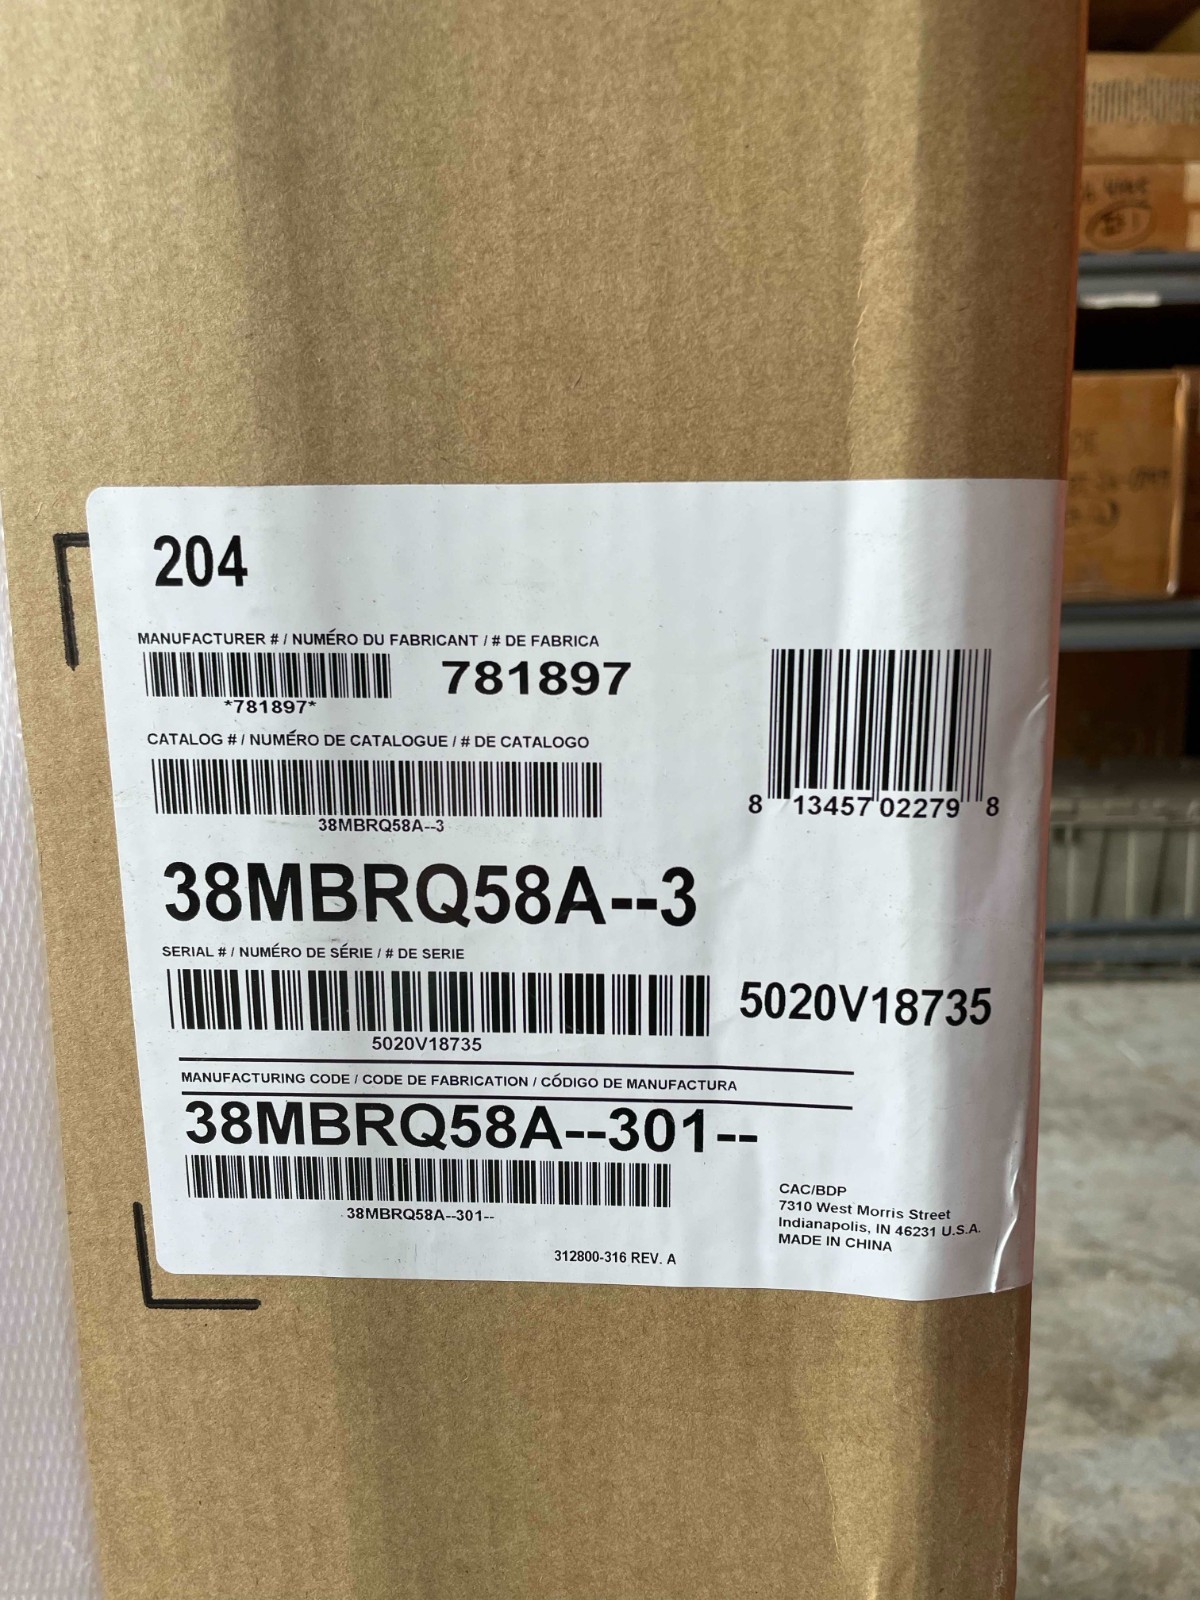 204
MANUFACTURER # / NUMÉRO DU FABRICANT / # DE FABRICA
781897
*781897*
CATALOG # / NUMÉRO DE CATALOGUE / # DE CATALOGO
38MBRQ58A--3
8 13457 02279 8
38MBRQ58A--3
SERIAL # / NUMÉRO DE SÉRIE / # DE SERIE
5020V18735
5020V18735
MANUFACTURING CODE / CODE DE FABRICATION / CÓDIGO DE MANUFACTURA
38MBRQ58A--301--
38MBRQ58A--301--
CAC/BDP
7310 West Morris Street
Indianapolis, IN 46231 U.S.A.
MADE IN CHINA
312800-316 REV. A